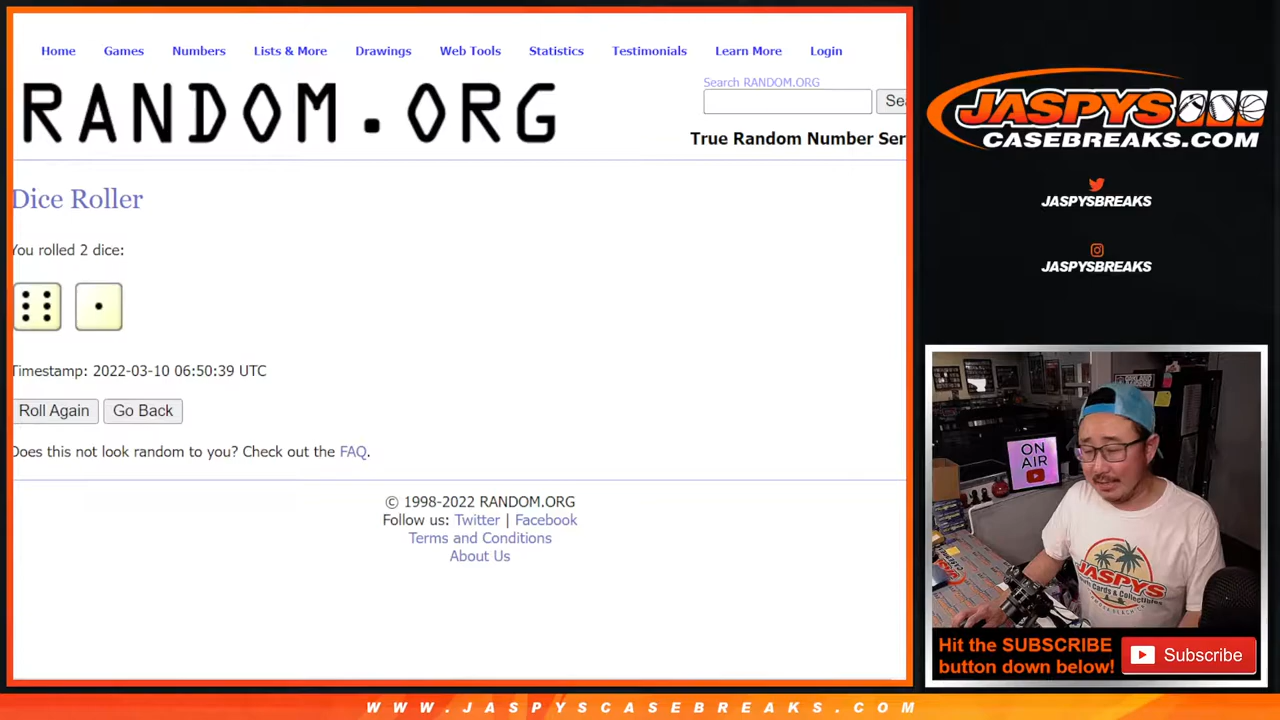 Home Games Numbers Lists & More Drawings Web Tools Statistics Testimonials Learn More Login
Search RANDOM.ORG
RANDOM.ORG
True Random Number Ser
Dice Roller
You rolled 2 dice:
Timestamp: 2022-03-10 06:50:39 UTC
Roll Again Go Back
Does this not look random to you? Check out the FAQ.
© 1998-2022 RANDOM.ORG
Follow us: Twitter | Facebook
Terms and Conditions
About Us
JASPYS
CASEBREAKS.COM
JASPYSBREAKS
JASPYSBREAKS
ON
AIR
JASPYS
Hit the SUBSCRIBE
button down below!
Subscribe
WWW.JASPYSCASEBREAKS.COM